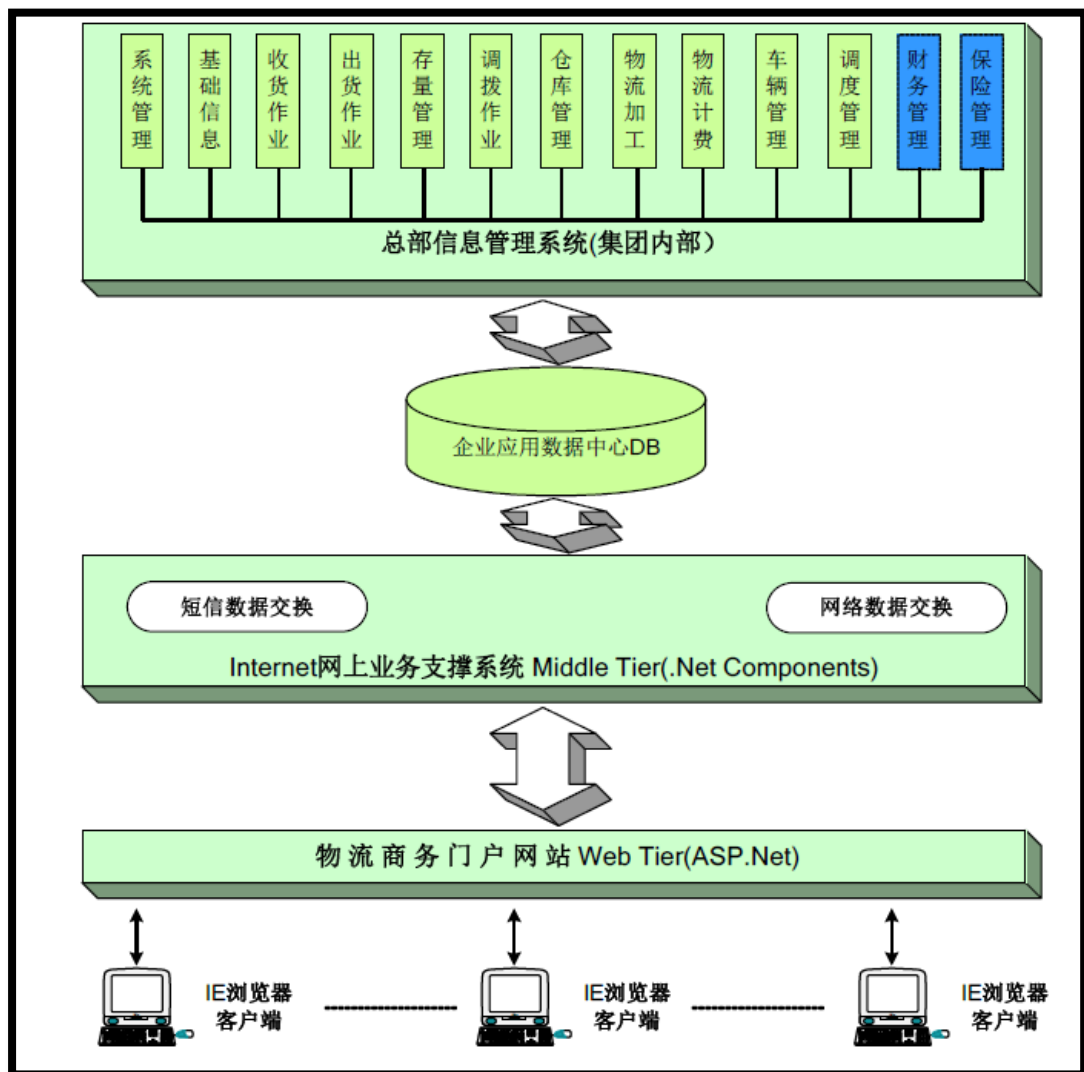 系统管理
基础信息
收货作业
出货作业
存量管理
调拨作业
仓库管理
物流加工
物流计费
车辆管理
调度管理
财务管理
保险管理
总部信息管理系统(集团内部）
企业应用数据中心DB
短信数据交换
网络数据交换
Internet网上业务支撑系统 Middle Tier(.Net Components)
物 流 商 务 门 户 网 站 Web Tier(ASP.Net)
IE浏览器
客户端
IE浏览器
客户端
IE浏览器
客户端